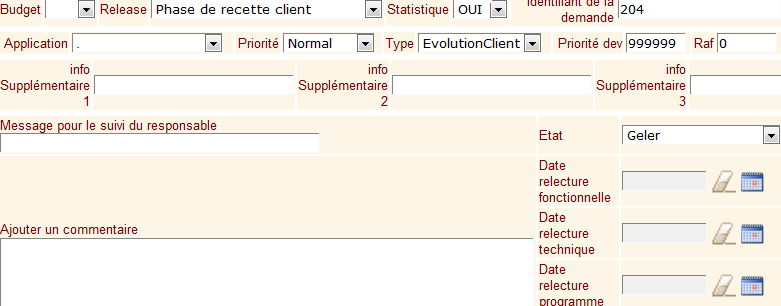 Budget Release Phase de recette client Statistique OUI Identifiant de la demande 204
Application . Priorité Normal Type EvolutionClient Priorité dev 999999 Raf 0
info Supplémentaire 1 info Supplémentaire 2 info Supplémentaire 3
Message pour le suivi du responsable
Etat Geler
Date relecture fonctionnelle
Ajouter un commentaire
Date relecture technique
Date relecture programme